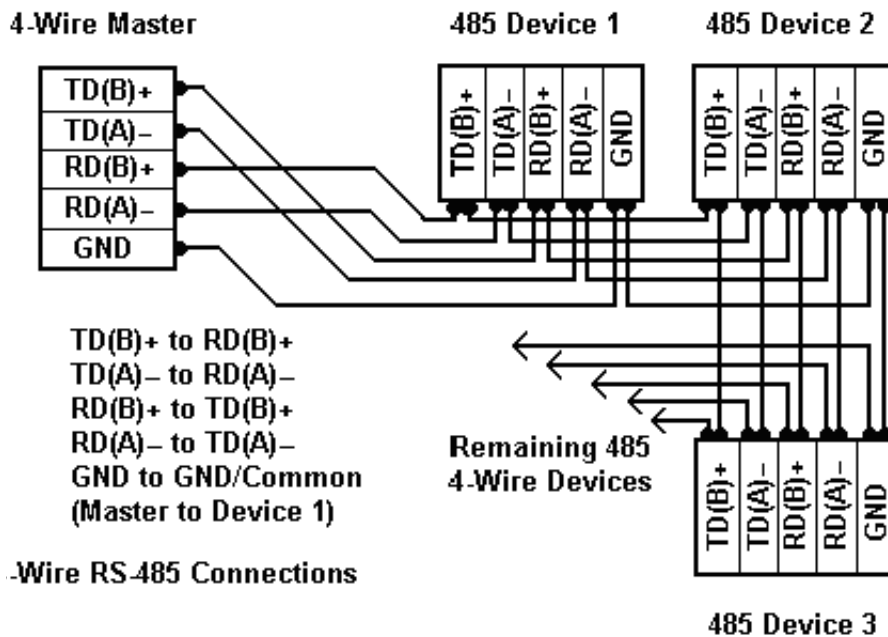 4-Wire Master
485 Device 1
485 Device 2
TD(B)+
TD(A)–
RD(B)+
RD(A)–
GND
TD(B)+
TD(A)–
RD(B)+
RD(A)–
GND
TD(B)+
TD(A)–
RD(B)+
RD(A)–
GND
TD(B)+ to RD(B)+
TD(A)– to RD(A)–
RD(B)+ to TD(B)+
RD(A)– to TD(A)–
GND to GND/Common
(Master to Device 1)
Remaining 485
4-Wire Devices
TD(B)+
TD(A)–
RD(B)+
RD(A)–
GND
-Wire RS-485 Connections
485 Device 3